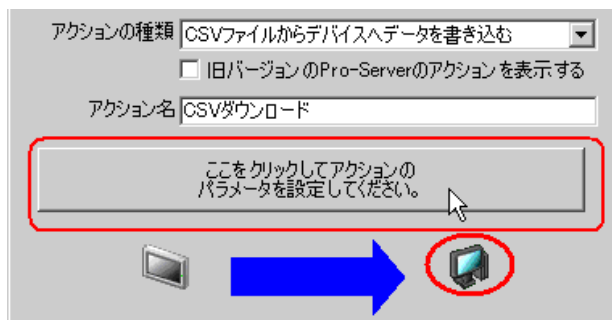 アクションの種類 CSVファイルからデバイスへデータを書き込む
旧バージョンのPro-Serverのアクションを表示する
アクション名 CSVダウンロード
ここをクリックしてアクションの
パラメータを設定してください。